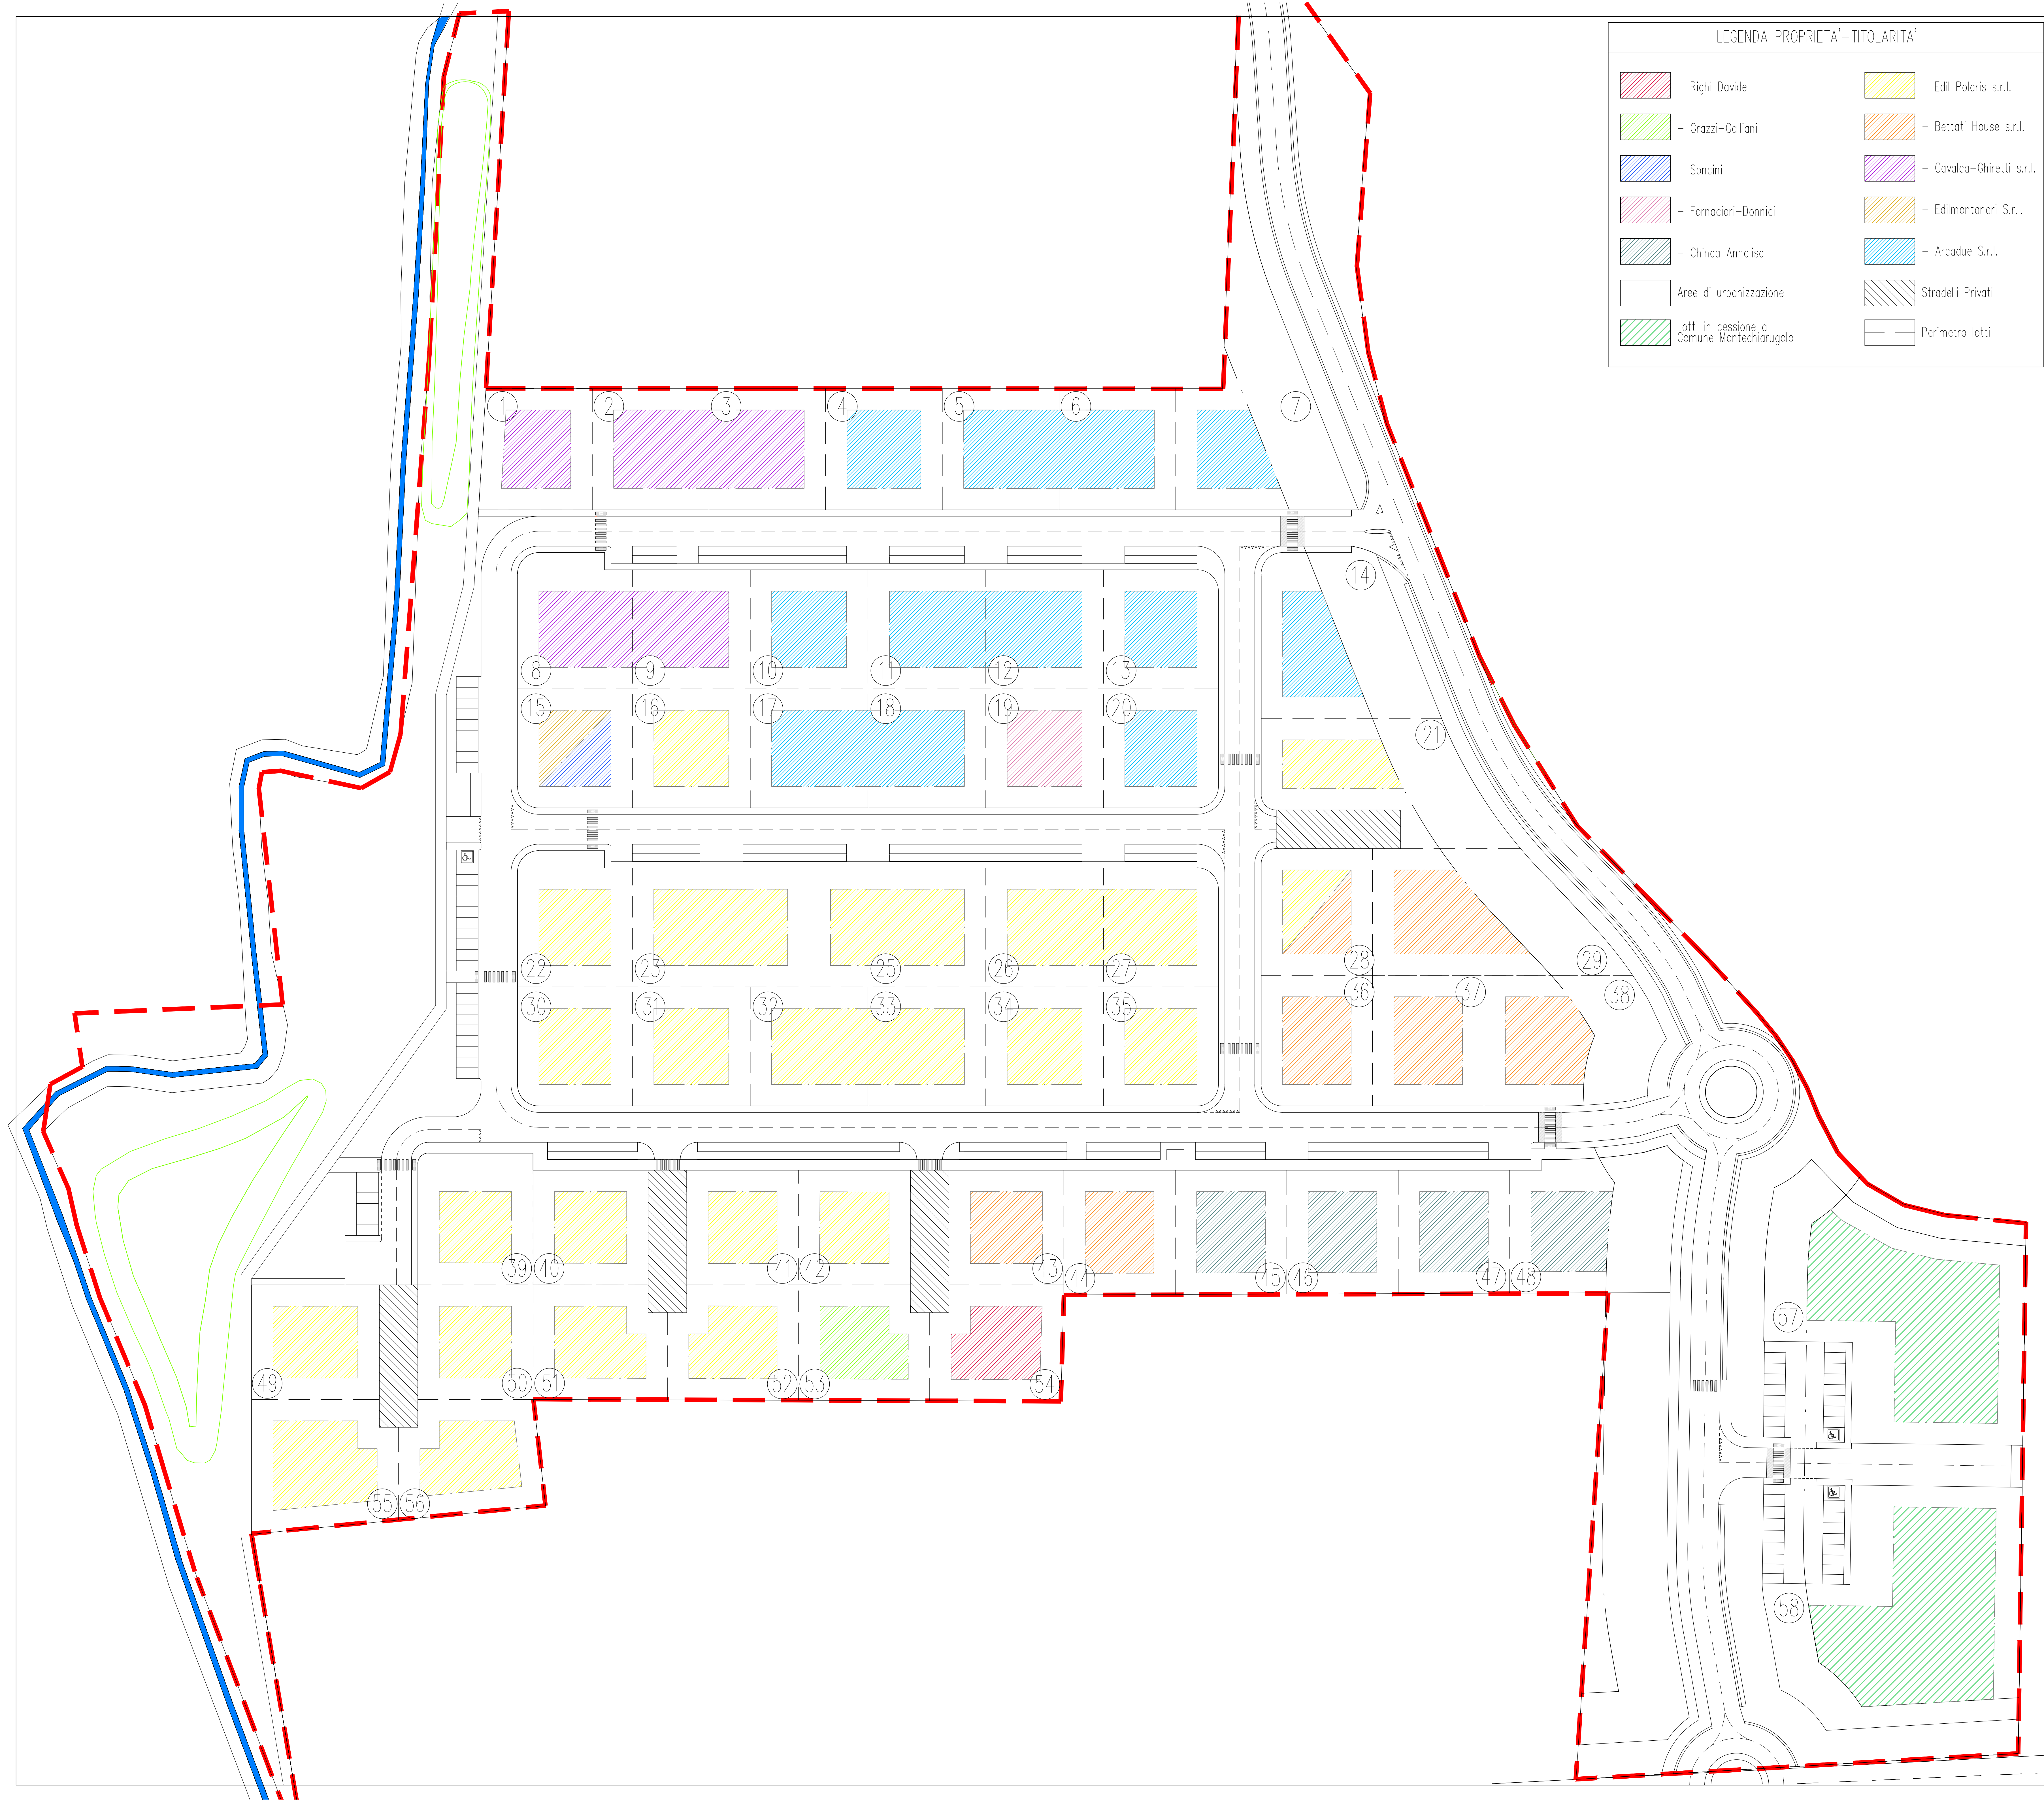 LEGENDA PROPRIETA'-TITOLARITA'
- Righi Davide
- Edil Polaris s.r.l.
- Grazzi-Galliani
- Bettati House s.r.l.
- Soncini
- Cavalca-Ghiretti s.r.l.
- Fornaciari-Donnici
- Edilmontanari S.r.l.
- Chinca Annalisa
- Arcadue S.r.l.
Aree di urbanizzazione
Stradelli Privati
Lotti in cessione a
Comune Montechiarugolo
Perimetro lotti
1 2 3 4 5 6 7
14
8 9 10 11 12 13
15 16 17 18 19 20
21
22 23 25 26 27
28 29
30 31 32 33 34 35
36 37 38
39 40 41 42 43 44 45 46 47 48
57
49 50 51 52 53 54
55 56
58